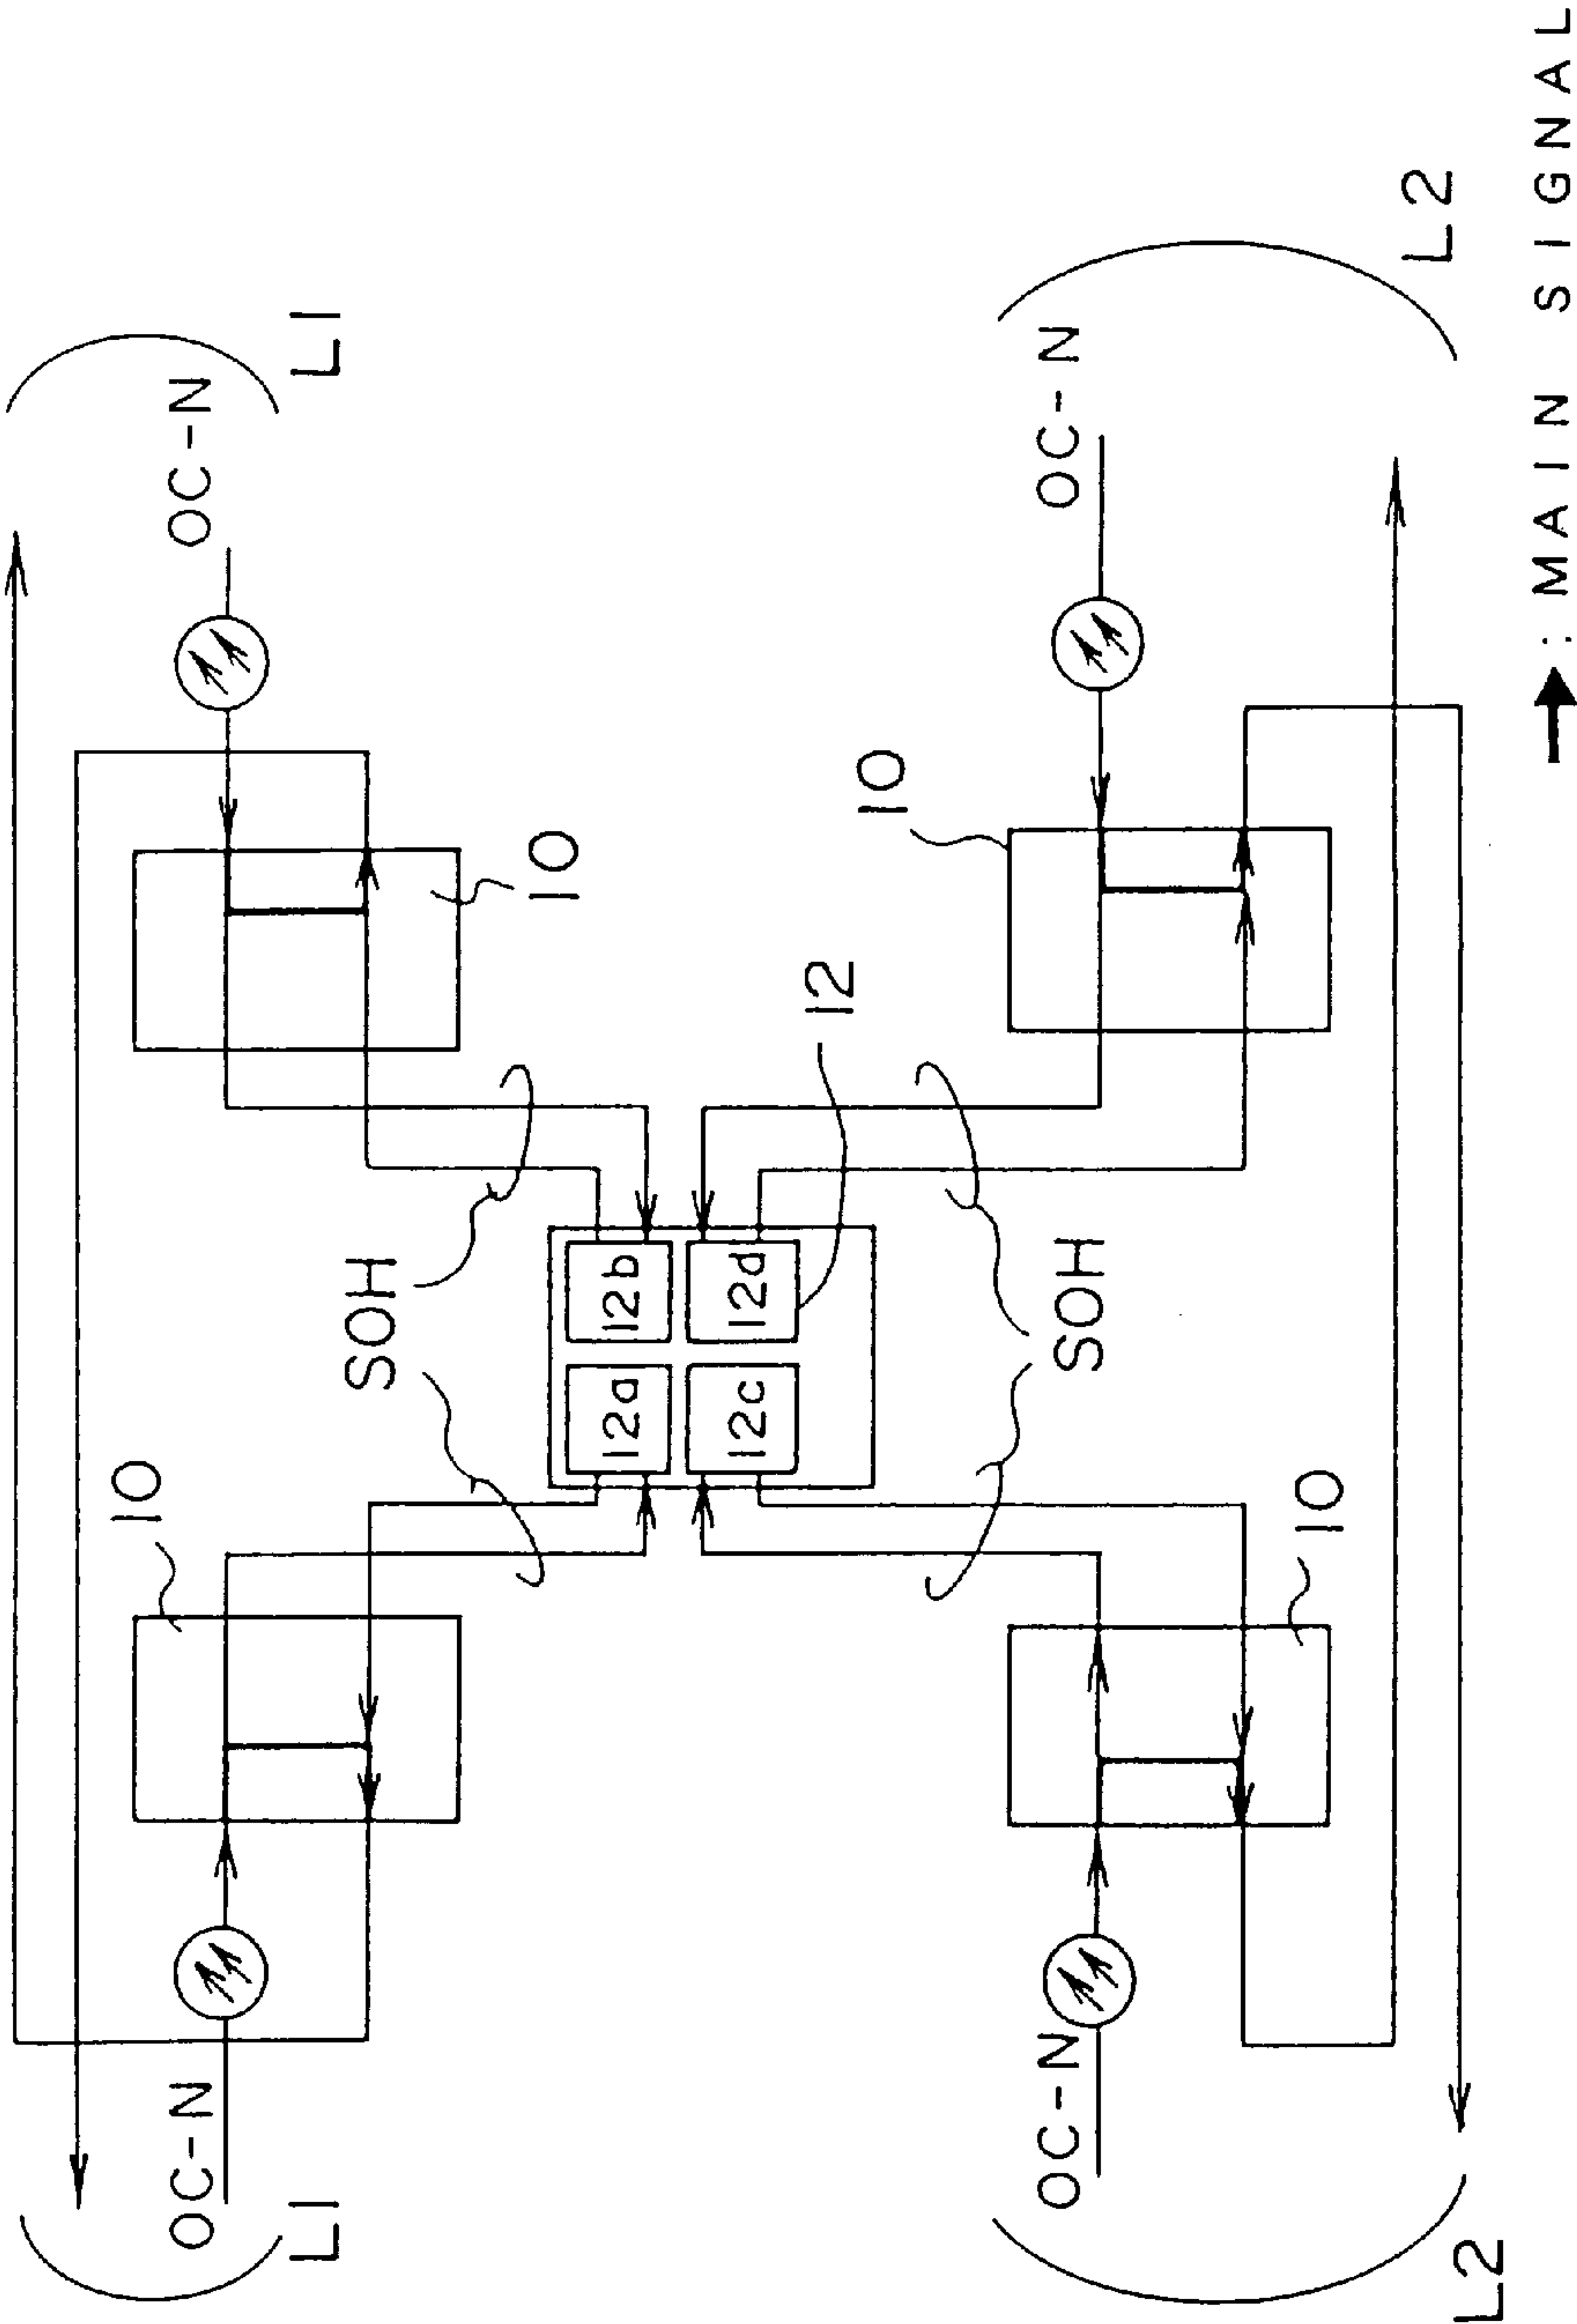 10
OC-N
OC-N
L1
L1
SOH
10
12a
12b
12c
12d
12
10
OC-N
OC-N
SOH
10
L2
L2
: MAIN SIGNAL